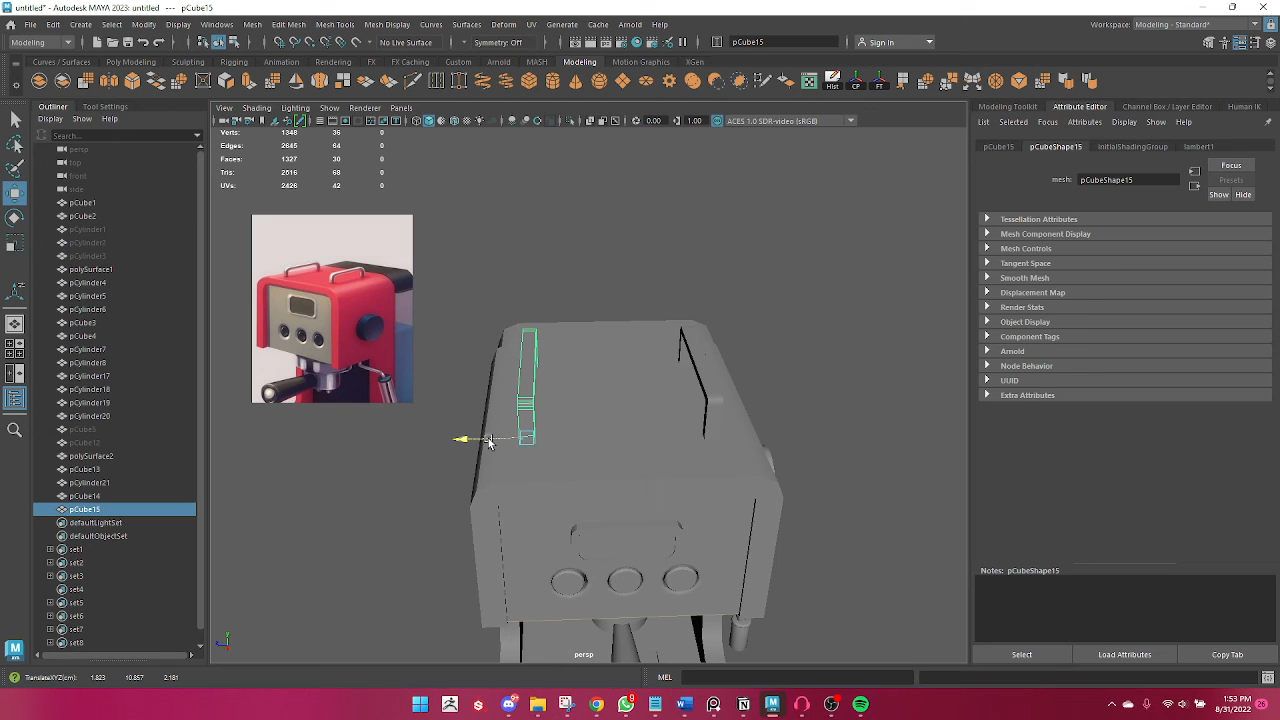 untitled* - Autodesk MAYA 2023: untitled --- pCube15
File Edit Create Select Modify Display Windows Mesh Edit Mesh Mesh Tools Mesh Display Curves Surfaces Deform UV Generate Cache Arnold Help
Workspace: Modeling - Standard*
Modeling
No Live Surface
Symmetry: Off
pCube15
Sign In
Curves / Surfaces Poly Modeling Sculpting Rigging Animation Rendering FX FX Caching Custom Arnold MASH Modeling Motion Graphics XGen
Hist CP FT
Outliner Tool Settings
Display Show Help
Search...
View Shading Lighting Show Renderer Panels
0.00 1.00 ACES 1.0 SDR-video (sRGB)
Verts: 1348 36 0
Edges: 2645 64 0
Faces: 1327 30 0
Tris: 2516 68 0
UVs: 2426 42 0
persp
top
front
side
pCube1
pCube2
pCylinder1
pCylinder2
pCylinder3
polySurface1
pCylinder4
pCylinder5
pCylinder6
pCube3
pCube4
pCylinder7
pCylinder8
pCylinder17
pCylinder18
pCylinder19
pCylinder20
pCube5
pCube12
polySurface2
pCube13
pCylinder21
pCube14
pCube15
defaultLightSet
defaultObjectSet
set1
set2
set3
set4
set5
set6
set7
set8
persp
Modeling Toolkit Attribute Editor Channel Box / Layer Editor Human IK
List Selected Focus Attributes Display Show Help
pCube15 pCubeShape15 initialShadingGroup lambert1
mesh: pCubeShape15
Focus
Presets
Show Hide
Tessellation Attributes
Mesh Component Display
Mesh Controls
Tangent Space
Smooth Mesh
Displacement Map
Render Stats
Object Display
Component Tags
Arnold
Node Behavior
UUID
Extra Attributes
Notes: pCubeShape15
Select Load Attributes Copy Tab
TranslateXYZ(cm): 1.823 10.857 2.181
MEL
1:53 PM
8/31/2022